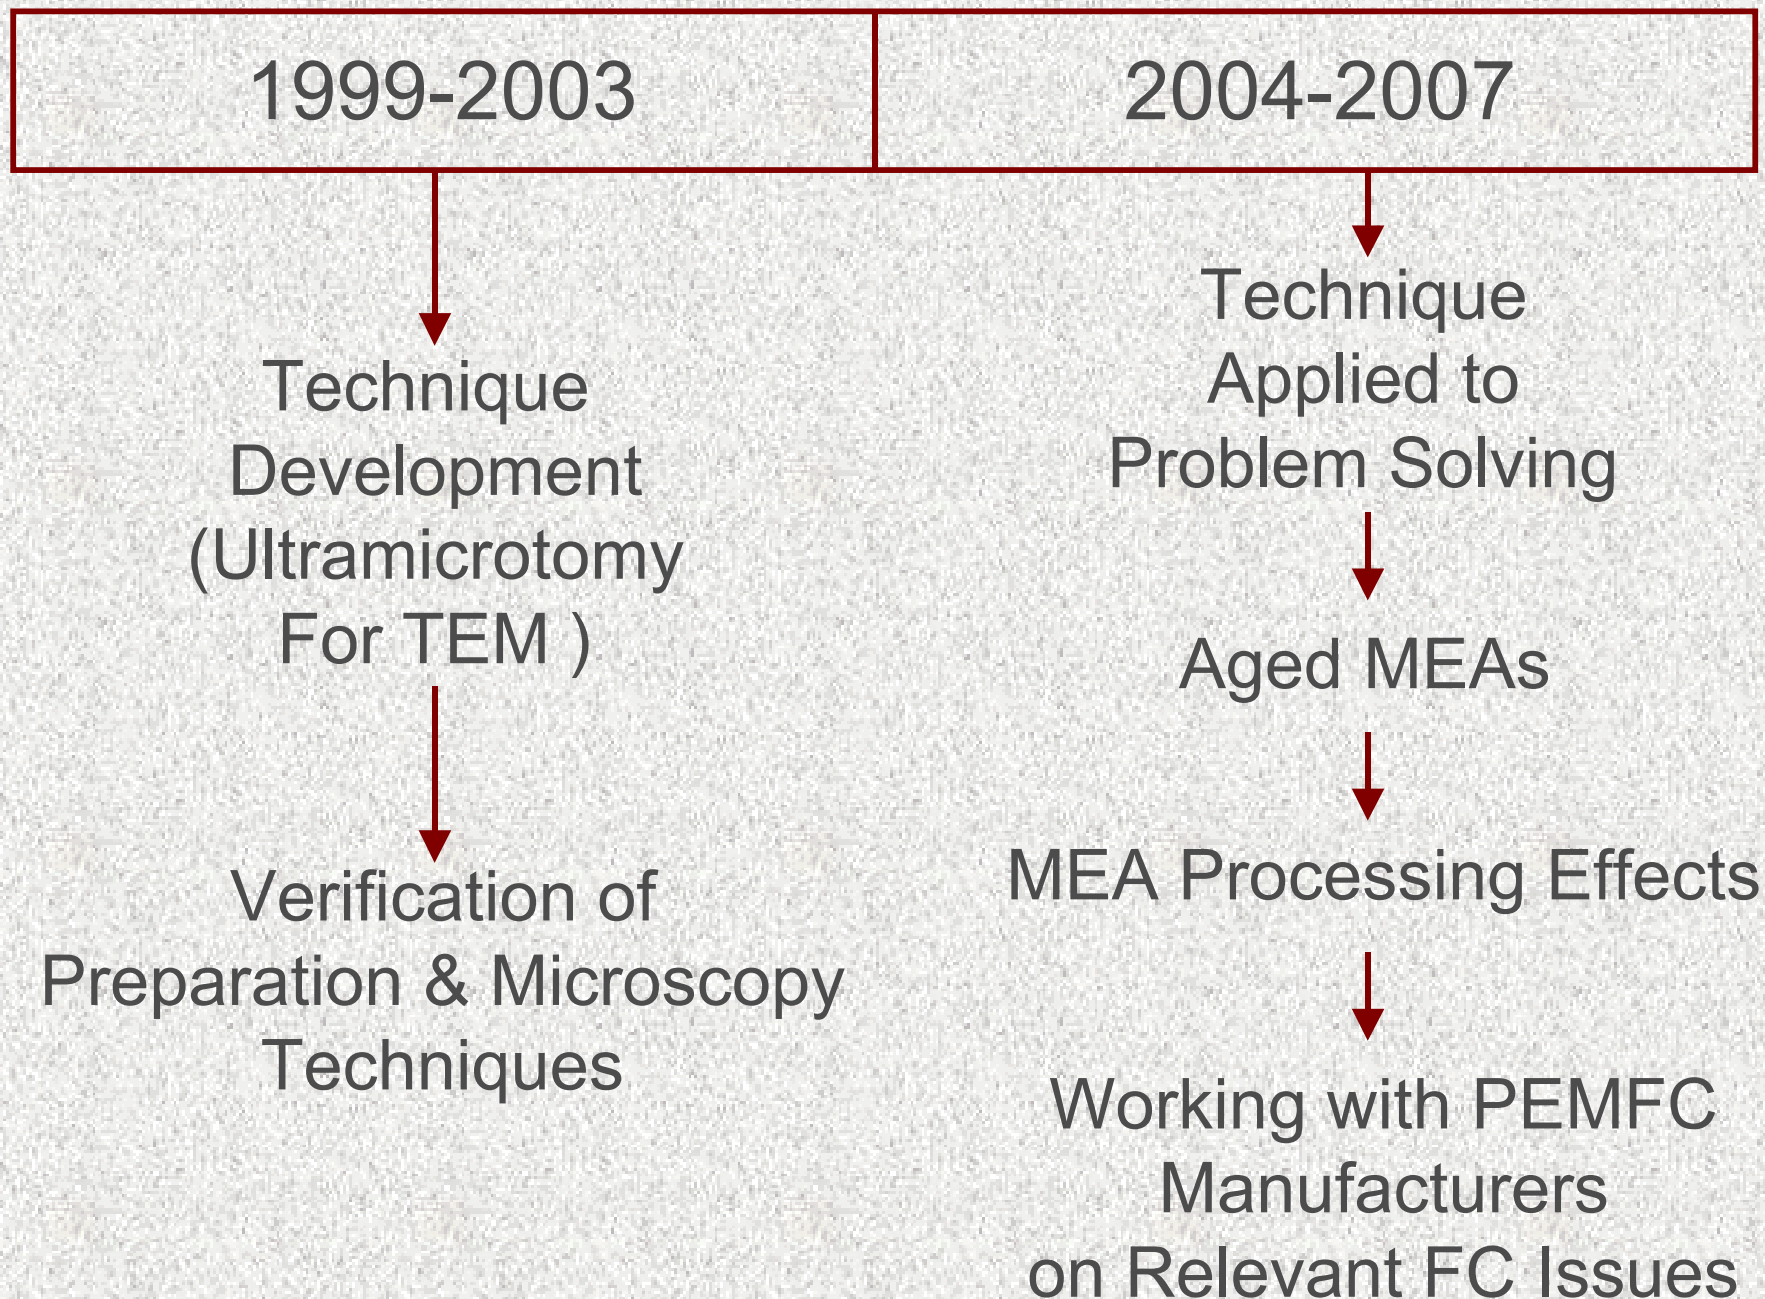 1999-2003
2004-2007
Technique
Development
(Ultramicrotomy
For TEM )
Verification of
Preparation & Microscopy
Techniques
Technique
Applied to
Problem Solving
Aged MEAs
MEA Processing Effects
Working with PEMFC
Manufacturers
on Relevant FC Issues